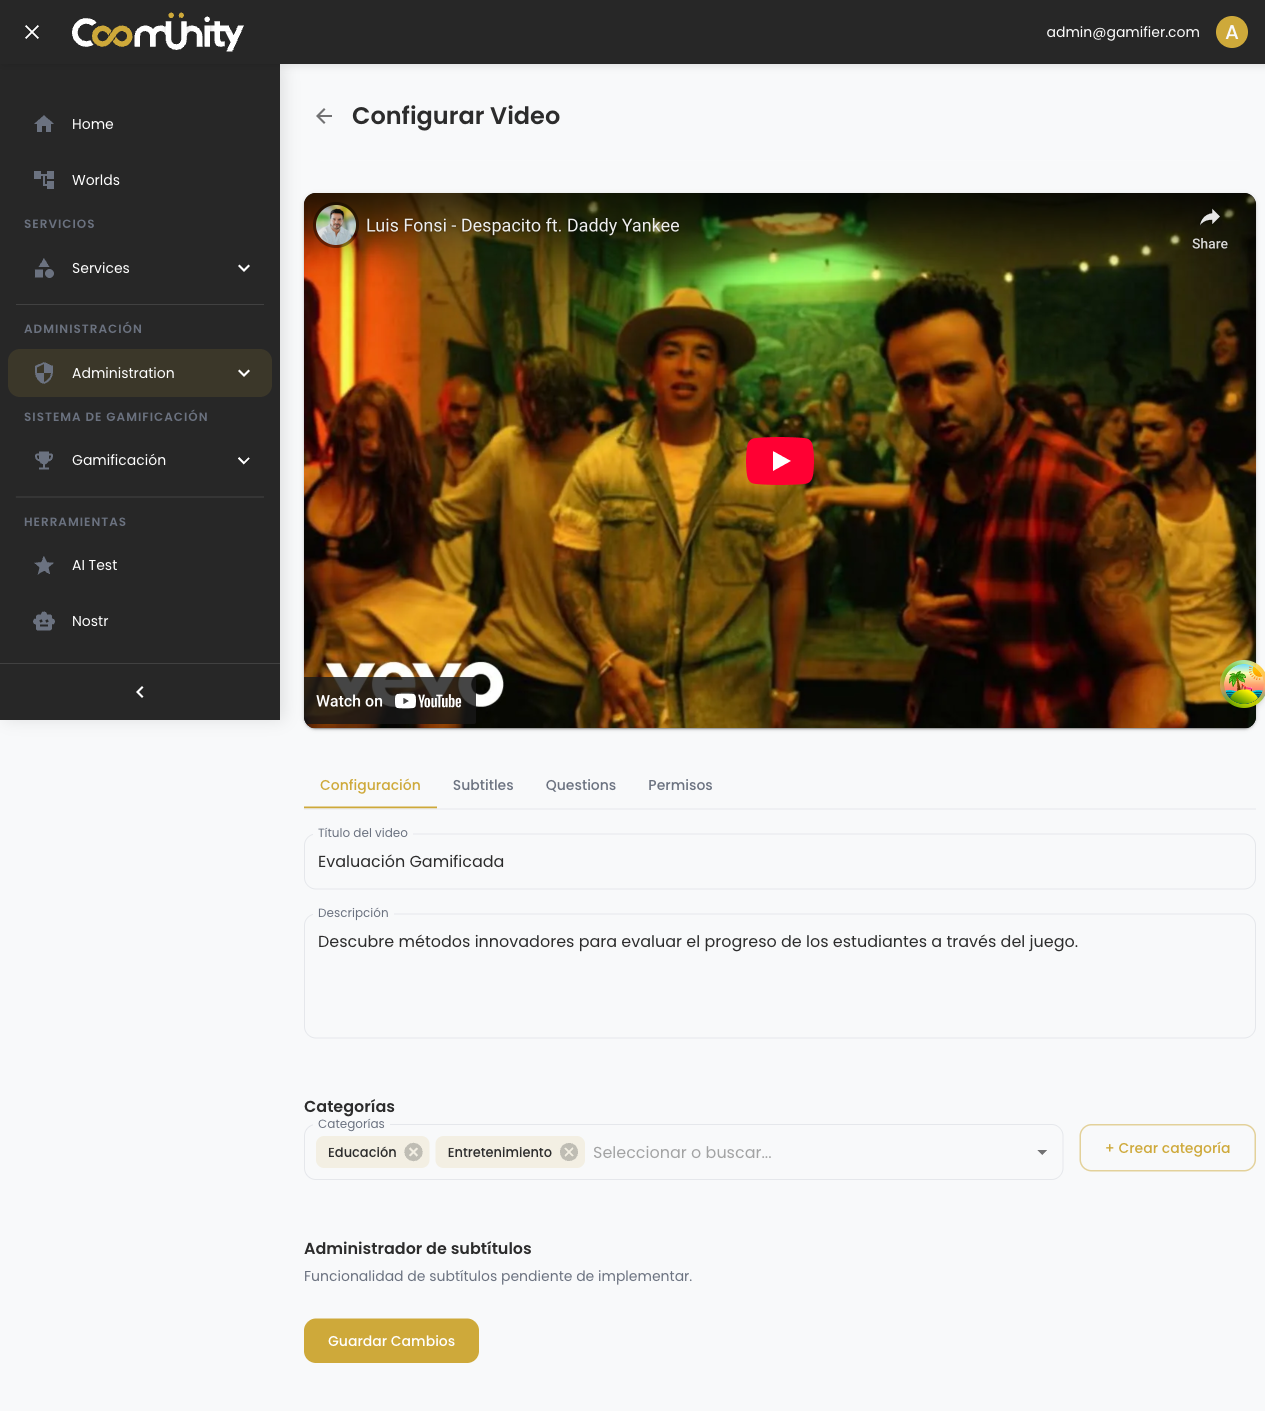 Coomünity
admin@gamifier.com
A
Home
Worlds
SERVICIOS
Services
ADMINISTRACIÓN
Administration
SISTEMA DE GAMIFICACIÓN
Gamificación
HERRAMIENTAS
AI Test
Nostr
Configurar Video
Luis Fonsi - Despacito ft. Daddy Yankee
Share
vevo
Watch on YouTube
Configuración Subtitles Questions Permisos
Título del video
Evaluación Gamificada
Descripción
Descubre métodos innovadores para evaluar el progreso de los estudiantes a través del juego.
Categorías
Categorías
Educación Entretenimiento Seleccionar o buscar...
+ Crear categoría
Administrador de subtítulos
Funcionalidad de subtítulos pendiente de implementar.
Guardar Cambios